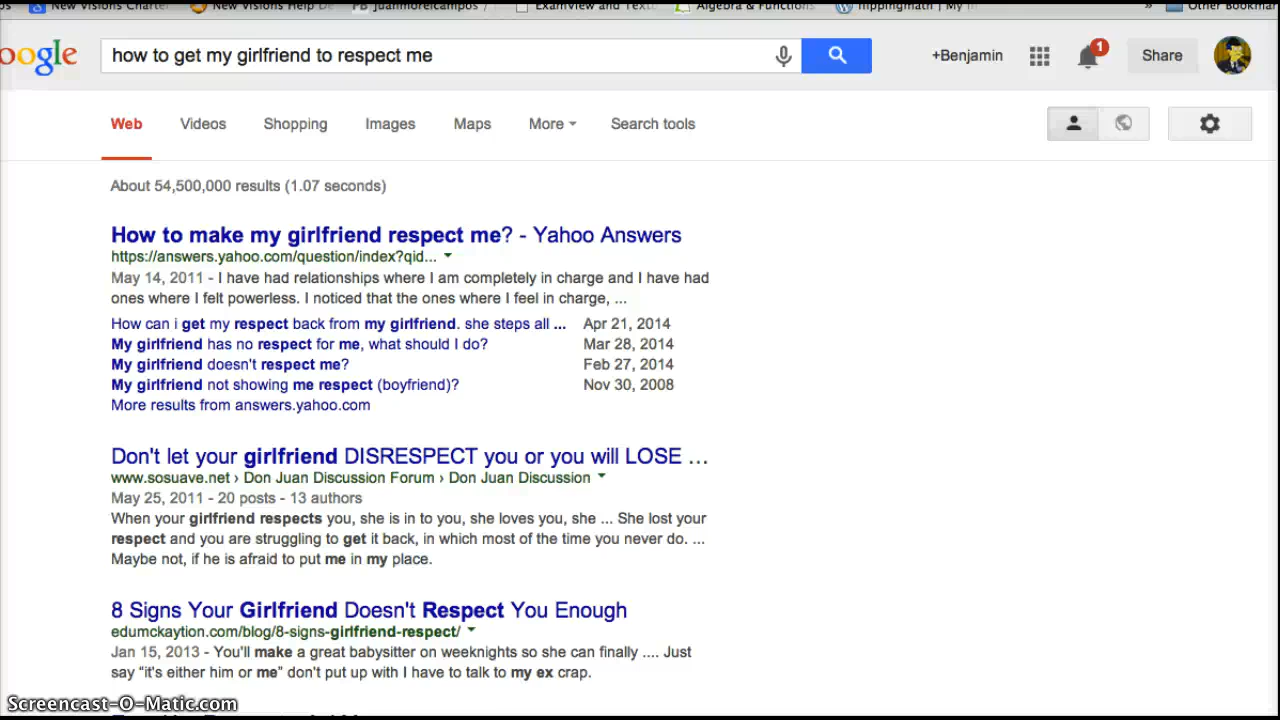 New Visions Charter New Visions Help De juanmorelcampos / ExamView and Text Algebra & Functions flippingmath | My f » Other Bookmar
oogle how to get my girlfriend to respect me +Benjamin 1 Share
Web Videos Shopping Images Maps More Search tools
About 54,500,000 results (1.07 seconds)
How to make my girlfriend respect me? - Yahoo Answers
https://answers.yahoo.com/question/index?qid...
May 14, 2011 - I have had relationships where I am completely in charge and I have had
ones where I felt powerless. I noticed that the ones where I feel in charge, ...
How can i get my respect back from my girlfriend. she steps all ... Apr 21, 2014
My girlfriend has no respect for me, what should I do? Mar 28, 2014
My girlfriend doesn't respect me? Feb 27, 2014
My girlfriend not showing me respect (boyfriend)? Nov 30, 2008
More results from answers.yahoo.com
Don't let your girlfriend DISRESPECT you or you will LOSE ...
www.sosuave.net › Don Juan Discussion Forum › Don Juan Discussion
May 25, 2011 - 20 posts - 13 authors
When your girlfriend respects you, she is in to you, she loves you, she ... She lost your
respect and you are struggling to get it back, in which most of the time you never do. ...
Maybe not, if he is afraid to put me in my place.
8 Signs Your Girlfriend Doesn't Respect You Enough
edumckaytion.com/blog/8-signs-girlfriend-respect/
Jan 15, 2013 - You'll make a great babysitter on weeknights so she can finally .... Just
say “it's either him or me” don't put up with I have to talk to my ex crap.
Screencast-O-Matic.com